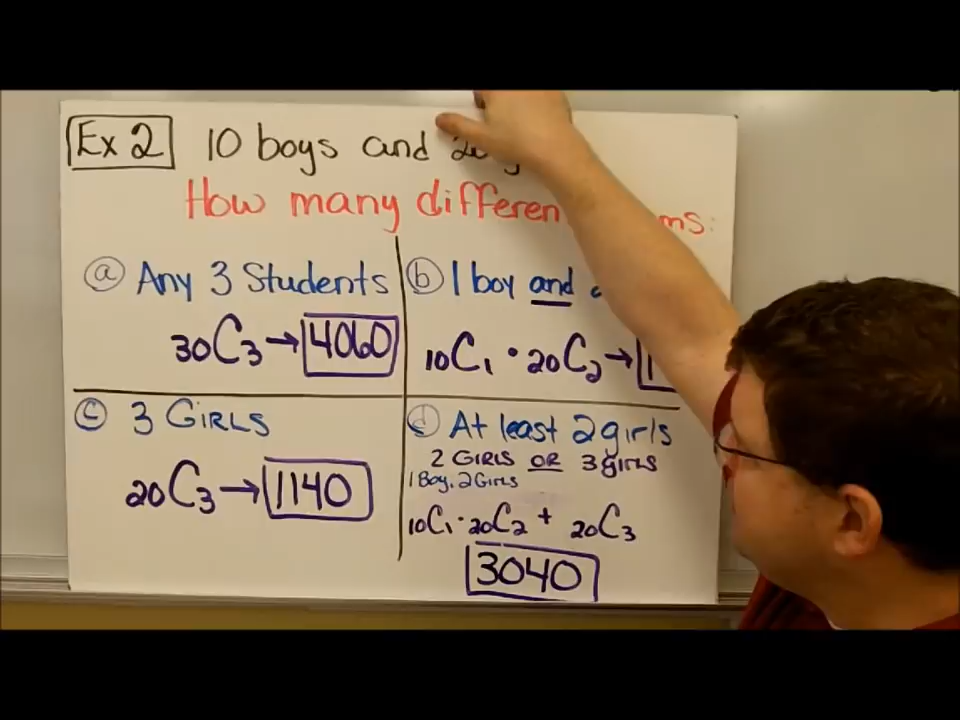 Ex 2 10 boys and
How many different
ⓐ Any 3 Students
30C3 → 4060
ⓑ 1 boy and
10C1 · 20C2 →
ⓒ 3 GIRLS
20C3 → 1140
ⓓ At least 2 girls
2 GIRLS OR 3 girls
1 Boy, 2 Girls
10C1 · 20C2 + 20C3
3040